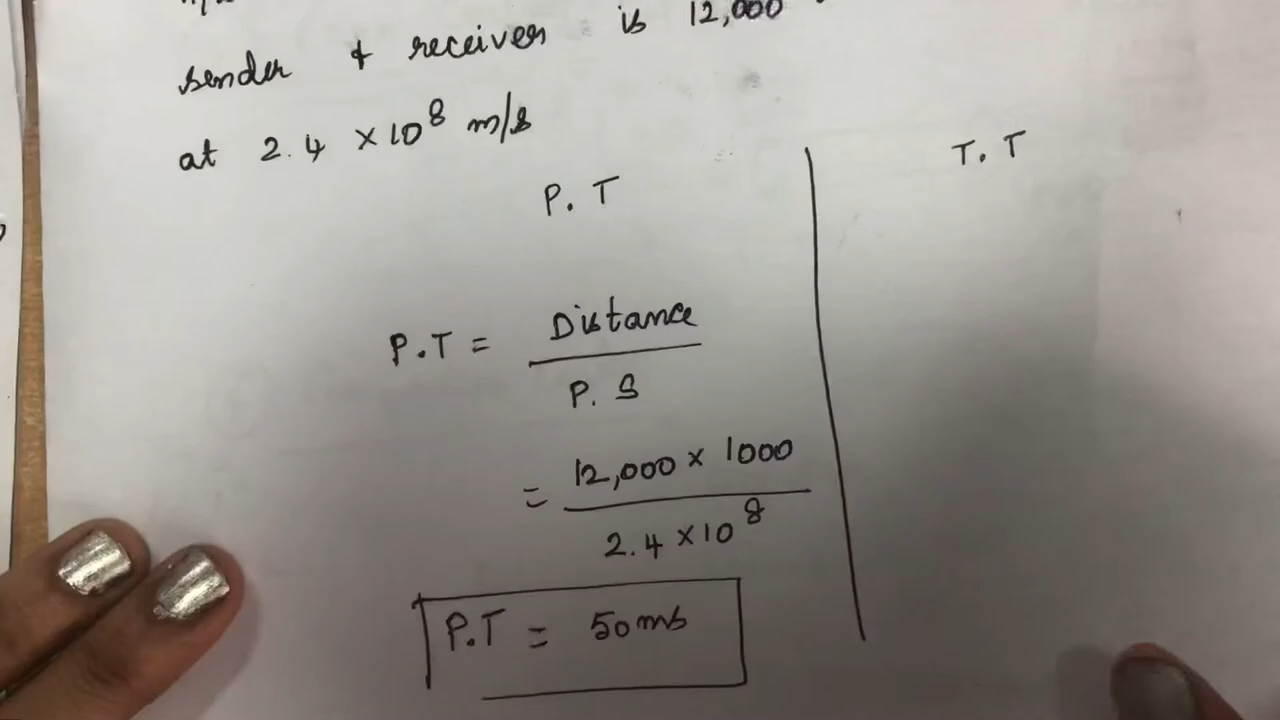 sender & receiver is 12,000
at 2.4 × 10^8 m/s
P.T
T.T
P.T = Distance
P.S
= 12,000 × 1000
2.4 × 10^8
P.T = 50ms